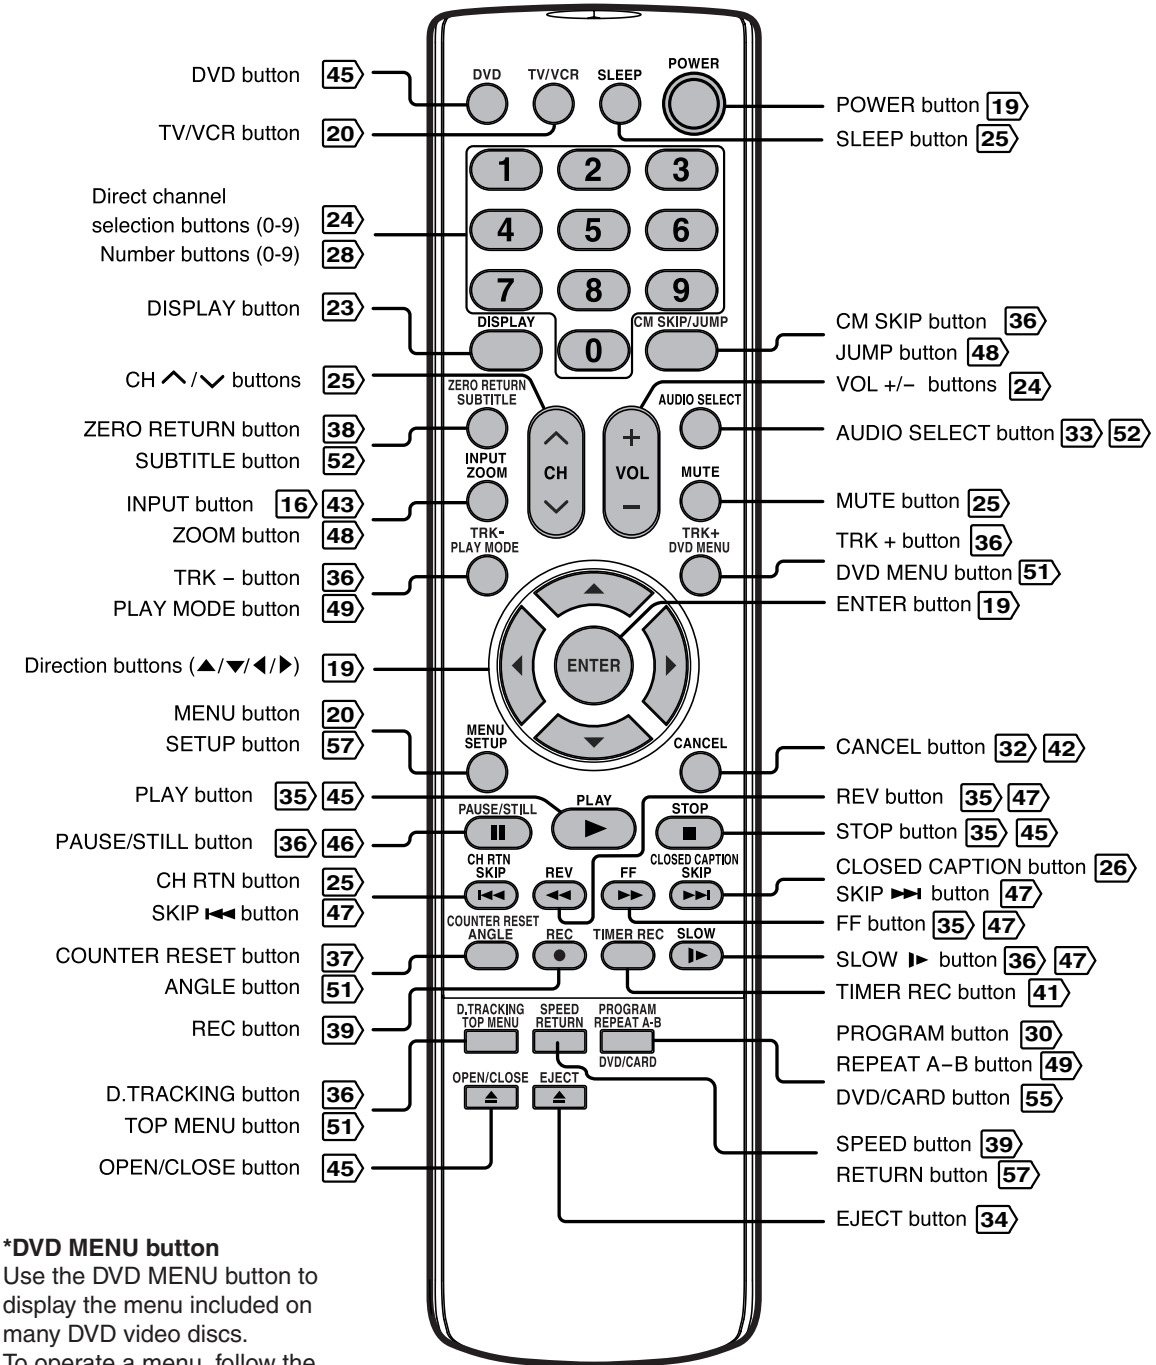 DVD button 45
TV/VCR button 20
Direct channel
selection buttons (0-9) 24
Number buttons (0-9) 28
DISPLAY button 23
CH / buttons 25
ZERO RETURN button 38
SUBTITLE button 52
INPUT button 16 43
ZOOM button 48
TRK – button 36
PLAY MODE button 49
Direction buttons (▲/▼/◀/▶) 19
MENU button 20
SETUP button 57
PLAY button 35 45
PAUSE/STILL button 36 46
CH RTN button 25
SKIP ⏮ button 47
COUNTER RESET button 37
ANGLE button 51
REC button 39
D.TRACKING button 36
TOP MENU button 51
OPEN/CLOSE button 45
DVD TV/VCR SLEEP POWER
1 2 3
4 5 6
7 8 9
DISPLAY 0 CM SKIP/JUMP
ZERO RETURN
SUBTITLE
AUDIO SELECT
INPUT
ZOOM
CH
+
VOL
–
MUTE
TRK-
PLAY MODE
TRK+
DVD MENU
ENTER
MENU
SETUP
CANCEL
PAUSE/STILL PLAY STOP
CH RTN
SKIP
REV FF
CLOSED CAPTION
SKIP
COUNTER RESET
ANGLE
REC TIMER REC SLOW
D.TRACKING
TOP MENU
SPEED
RETURN
PROGRAM
REPEAT A-B
DVD/CARD
OPEN/CLOSE EJECT
POWER button 19
SLEEP button 25
CM SKIP button 36
JUMP button 48
VOL +/– buttons 24
AUDIO SELECT button 33 52
MUTE button 25
TRK + button 36
DVD MENU button 51
ENTER button 19
CANCEL button 32 42
REV button 35 47
STOP button 35 45
CLOSED CAPTION button 26
SKIP ⏭ button 47
FF button 35 47
SLOW button 36 47
TIMER REC button 41
PROGRAM button 30
REPEAT A–B button 49
DVD/CARD button 55
SPEED button 39
RETURN button 57
EJECT button 34
*DVD MENU button
Use the DVD MENU button to
display the menu included on
many DVD video discs.
To operate a menu, follow the